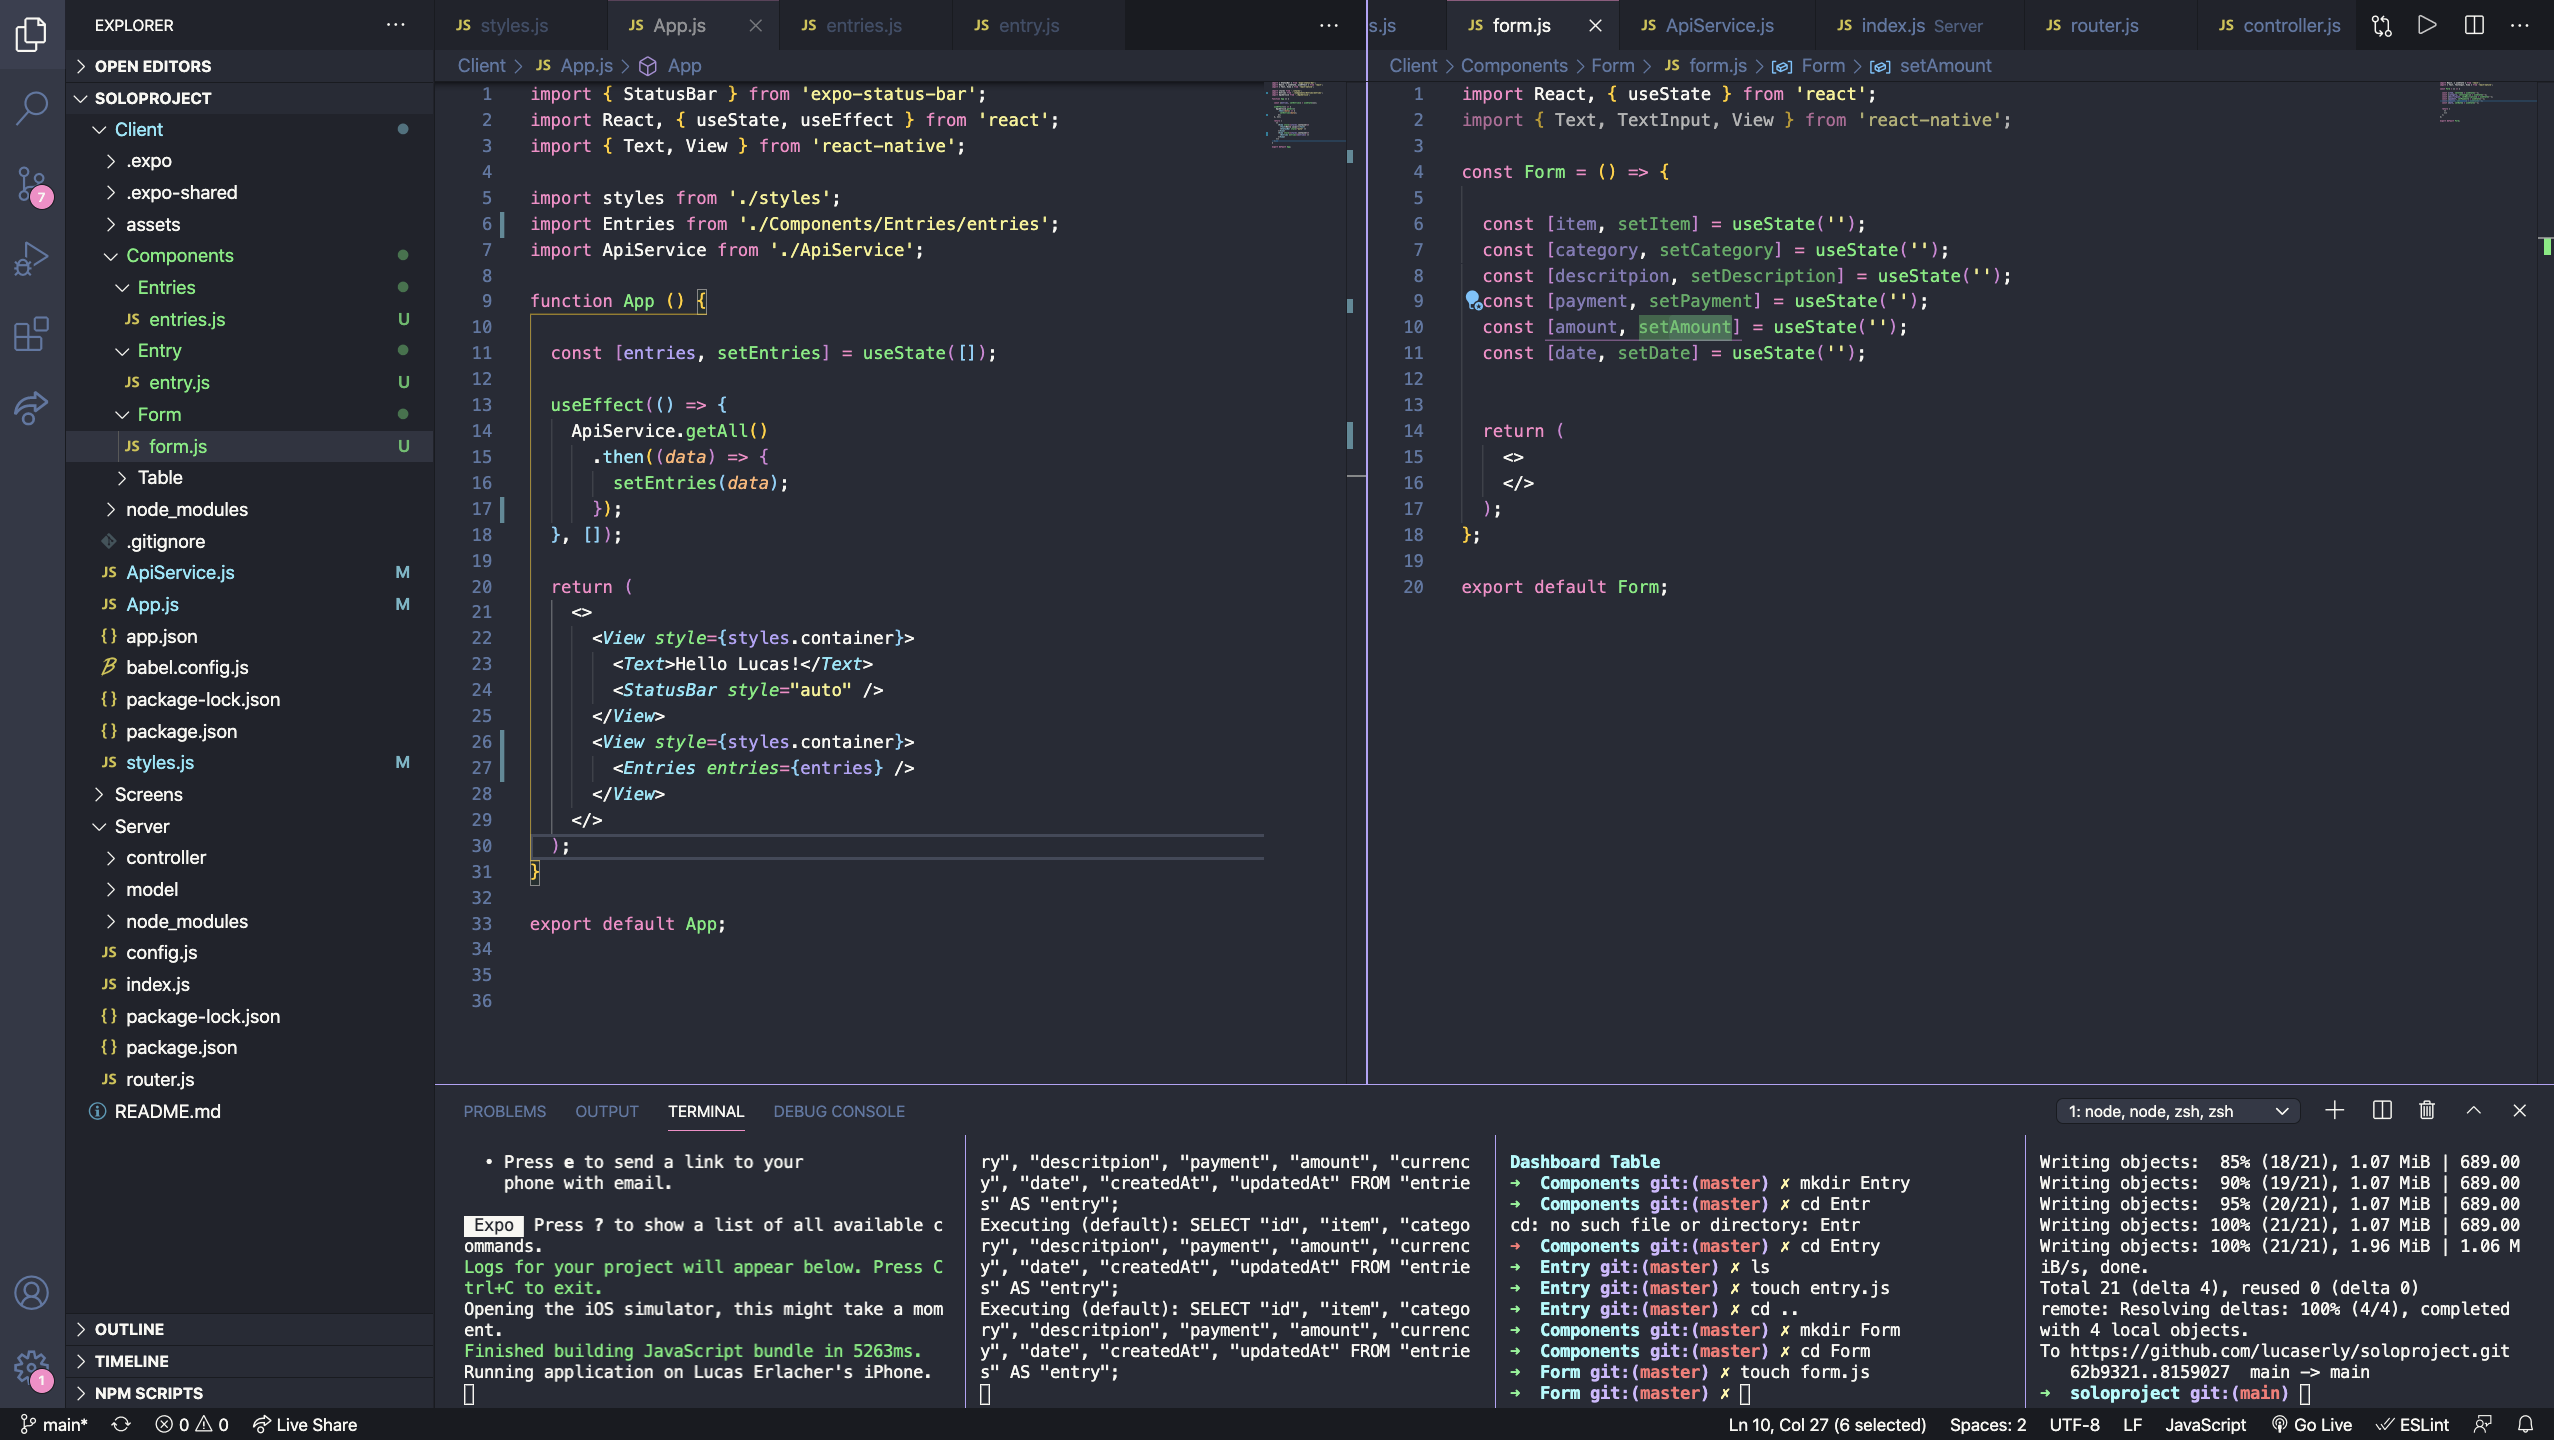 EXPLORER
OPEN EDITORS
SOLOPROJECT
Client
.expo
.expo-shared
assets
Components
Entries
JS entries.js U
Entry
JS entry.js U
Form
JS form.js U
Table
node_modules
.gitignore
JS ApiService.js M
JS App.js M
{} app.json
babel.config.js
{} package-lock.json
{} package.json
JS styles.js M
Screens
Server
controller
model
node_modules
JS config.js
JS index.js
{} package-lock.json
{} package.json
JS router.js
README.md
OUTLINE
TIMELINE
NPM SCRIPTS
7
1
JS styles.js JS App.js JS entries.js JS entry.js
Client > JS App.js > App
1 import { StatusBar } from 'expo-status-bar';
2 import React, { useState, useEffect } from 'react';
3 import { Text, View } from 'react-native';
4
5 import styles from './styles';
6 import Entries from './Components/Entries/entries';
7 import ApiService from './ApiService';
8
9 function App () {
10
11 const [entries, setEntries] = useState([]);
12
13 useEffect(() => {
14 ApiService.getAll()
15 .then((data) => {
16 setEntries(data);
17 });
18 }, []);
19
20 return (
21 <>
22 <View style={styles.container}>
23 <Text>Hello Lucas!</Text>
24 <StatusBar style="auto" />
25 </View>
26 <View style={styles.container}>
27 <Entries entries={entries} />
28 </View>
29 </>
30 );
31 }
32
33 export default App;
34
35
36
s.js JS form.js JS ApiService.js JS index.js Server JS router.js JS controller.js
Client > Components > Form > JS form.js > Form > setAmount
1 import React, { useState } from 'react';
2 import { Text, TextInput, View } from 'react-native';
3
4 const Form = () => {
5
6 const [item, setItem] = useState('');
7 const [category, setCategory] = useState('');
8 const [descritpion, setDescription] = useState('');
9 const [payment, setPayment] = useState('');
10 const [amount, setAmount] = useState('');
11 const [date, setDate] = useState('');
12
13
14 return (
15 <>
16 </>
17 );
18 };
19
20 export default Form;
PROBLEMS OUTPUT TERMINAL DEBUG CONSOLE
1: node, node, zsh, zsh
• Press e to send a link to your
phone with email.
Expo Press ? to show a list of all available c
ommands.
Logs for your project will appear below. Press C
trl+C to exit.
Opening the iOS simulator, this might take a mom
ent.
Finished building JavaScript bundle in 5263ms.
Running application on Lucas Erlacher's iPhone.
ry", "descritpion", "payment", "amount", "currenc
y", "date", "createdAt", "updatedAt" FROM "entrie
s" AS "entry";
Executing (default): SELECT "id", "item", "catego
ry", "descritpion", "payment", "amount", "currenc
y", "date", "createdAt", "updatedAt" FROM "entrie
s" AS "entry";
Executing (default): SELECT "id", "item", "catego
ry", "descritpion", "payment", "amount", "currenc
y", "date", "createdAt", "updatedAt" FROM "entrie
s" AS "entry";
Dashboard Table
➜ Components git:(master) ✗ mkdir Entry
➜ Components git:(master) ✗ cd Entr
cd: no such file or directory: Entr
➜ Components git:(master) ✗ cd Entry
➜ Entry git:(master) ✗ ls
➜ Entry git:(master) ✗ touch entry.js
➜ Entry git:(master) ✗ cd ..
➜ Components git:(master) ✗ mkdir Form
➜ Components git:(master) ✗ cd Form
➜ Form git:(master) ✗ touch form.js
➜ Form git:(master) ✗
Writing objects: 85% (18/21), 1.07 MiB | 689.00
Writing objects: 90% (19/21), 1.07 MiB | 689.00
Writing objects: 95% (20/21), 1.07 MiB | 689.00
Writing objects: 100% (21/21), 1.07 MiB | 689.00
Writing objects: 100% (21/21), 1.96 MiB | 1.06 M
iB/s, done.
Total 21 (delta 4), reused 0 (delta 0)
remote: Resolving deltas: 100% (4/4), completed
with 4 local objects.
To https://github.com/lucaserly/soloproject.git
62b9321..8159027 main -> main
➜ soloproject git:(main)
main* 0 0 Live Share
Ln 10, Col 27 (6 selected) Spaces: 2 UTF-8 LF JavaScript Go Live ESLint